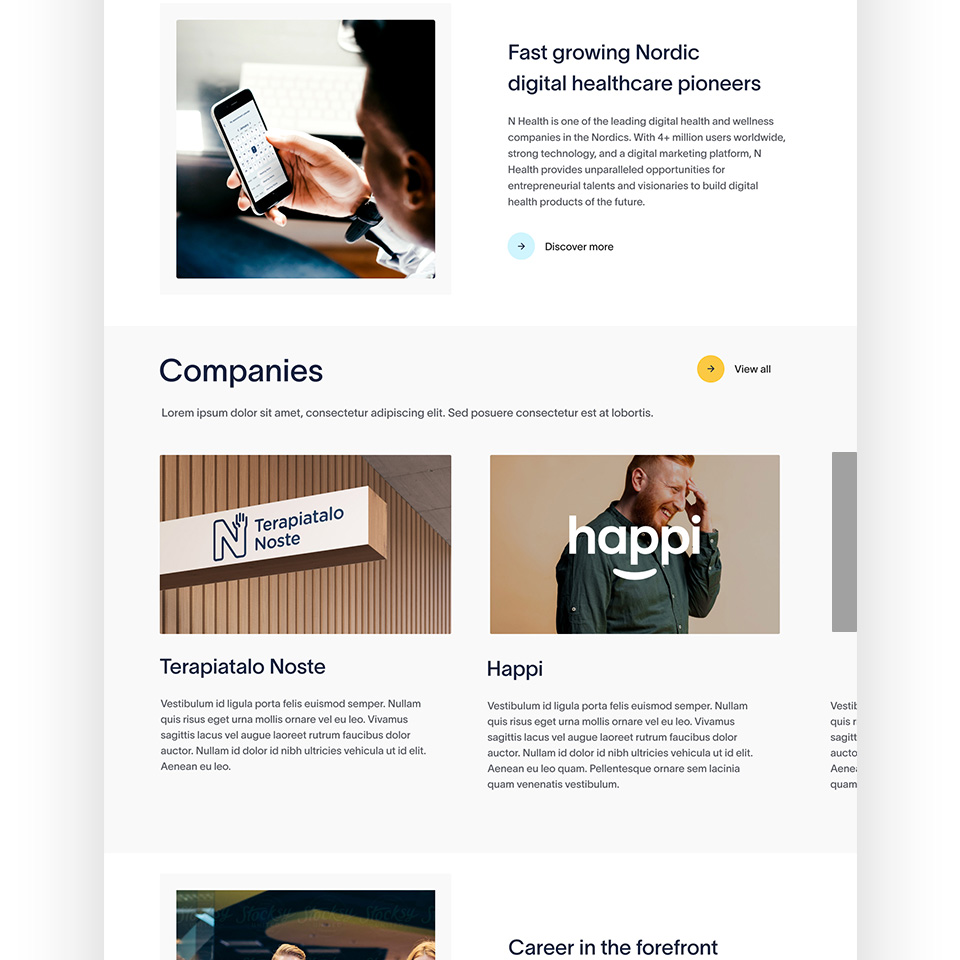 Fast growing Nordic
digital healthcare pioneers
N Health is one of the leading digital health and wellness
companies in the Nordics. With 4+ million users worldwide,
strong technology, and a digital marketing platform, N
Health provides unparalleled opportunities for
entrepreneurial talents and visionaries to build digital
health products of the future.
Discover more
Companies
View all
Lorem ipsum dolor sit amet, consectetur adipiscing elit. Sed posuere consectetur est at lobortis.
N Terapiatalo
Noste
happi
Terapiatalo Noste
Vestibulum id ligula porta felis euismod semper. Nullam
quis risus eget urna mollis ornare vel eu leo. Vivamus
sagittis lacus vel augue laoreet rutrum faucibus dolor
auctor. Nullam id dolor id nibh ultricies vehicula ut id elit.
Aenean eu leo.
Happi
Vestibulum id ligula porta felis euismod semper. Nullam
quis risus eget urna mollis ornare vel eu leo. Vivamus
sagittis lacus vel augue laoreet rutrum faucibus dolor
auctor. Nullam id dolor id nibh ultricies vehicula ut id elit.
Aenean eu leo quam. Pellentesque ornare sem lacinia
quam venenatis vestibulum.
quam
Stocksy Stocksy
Career in the forefront